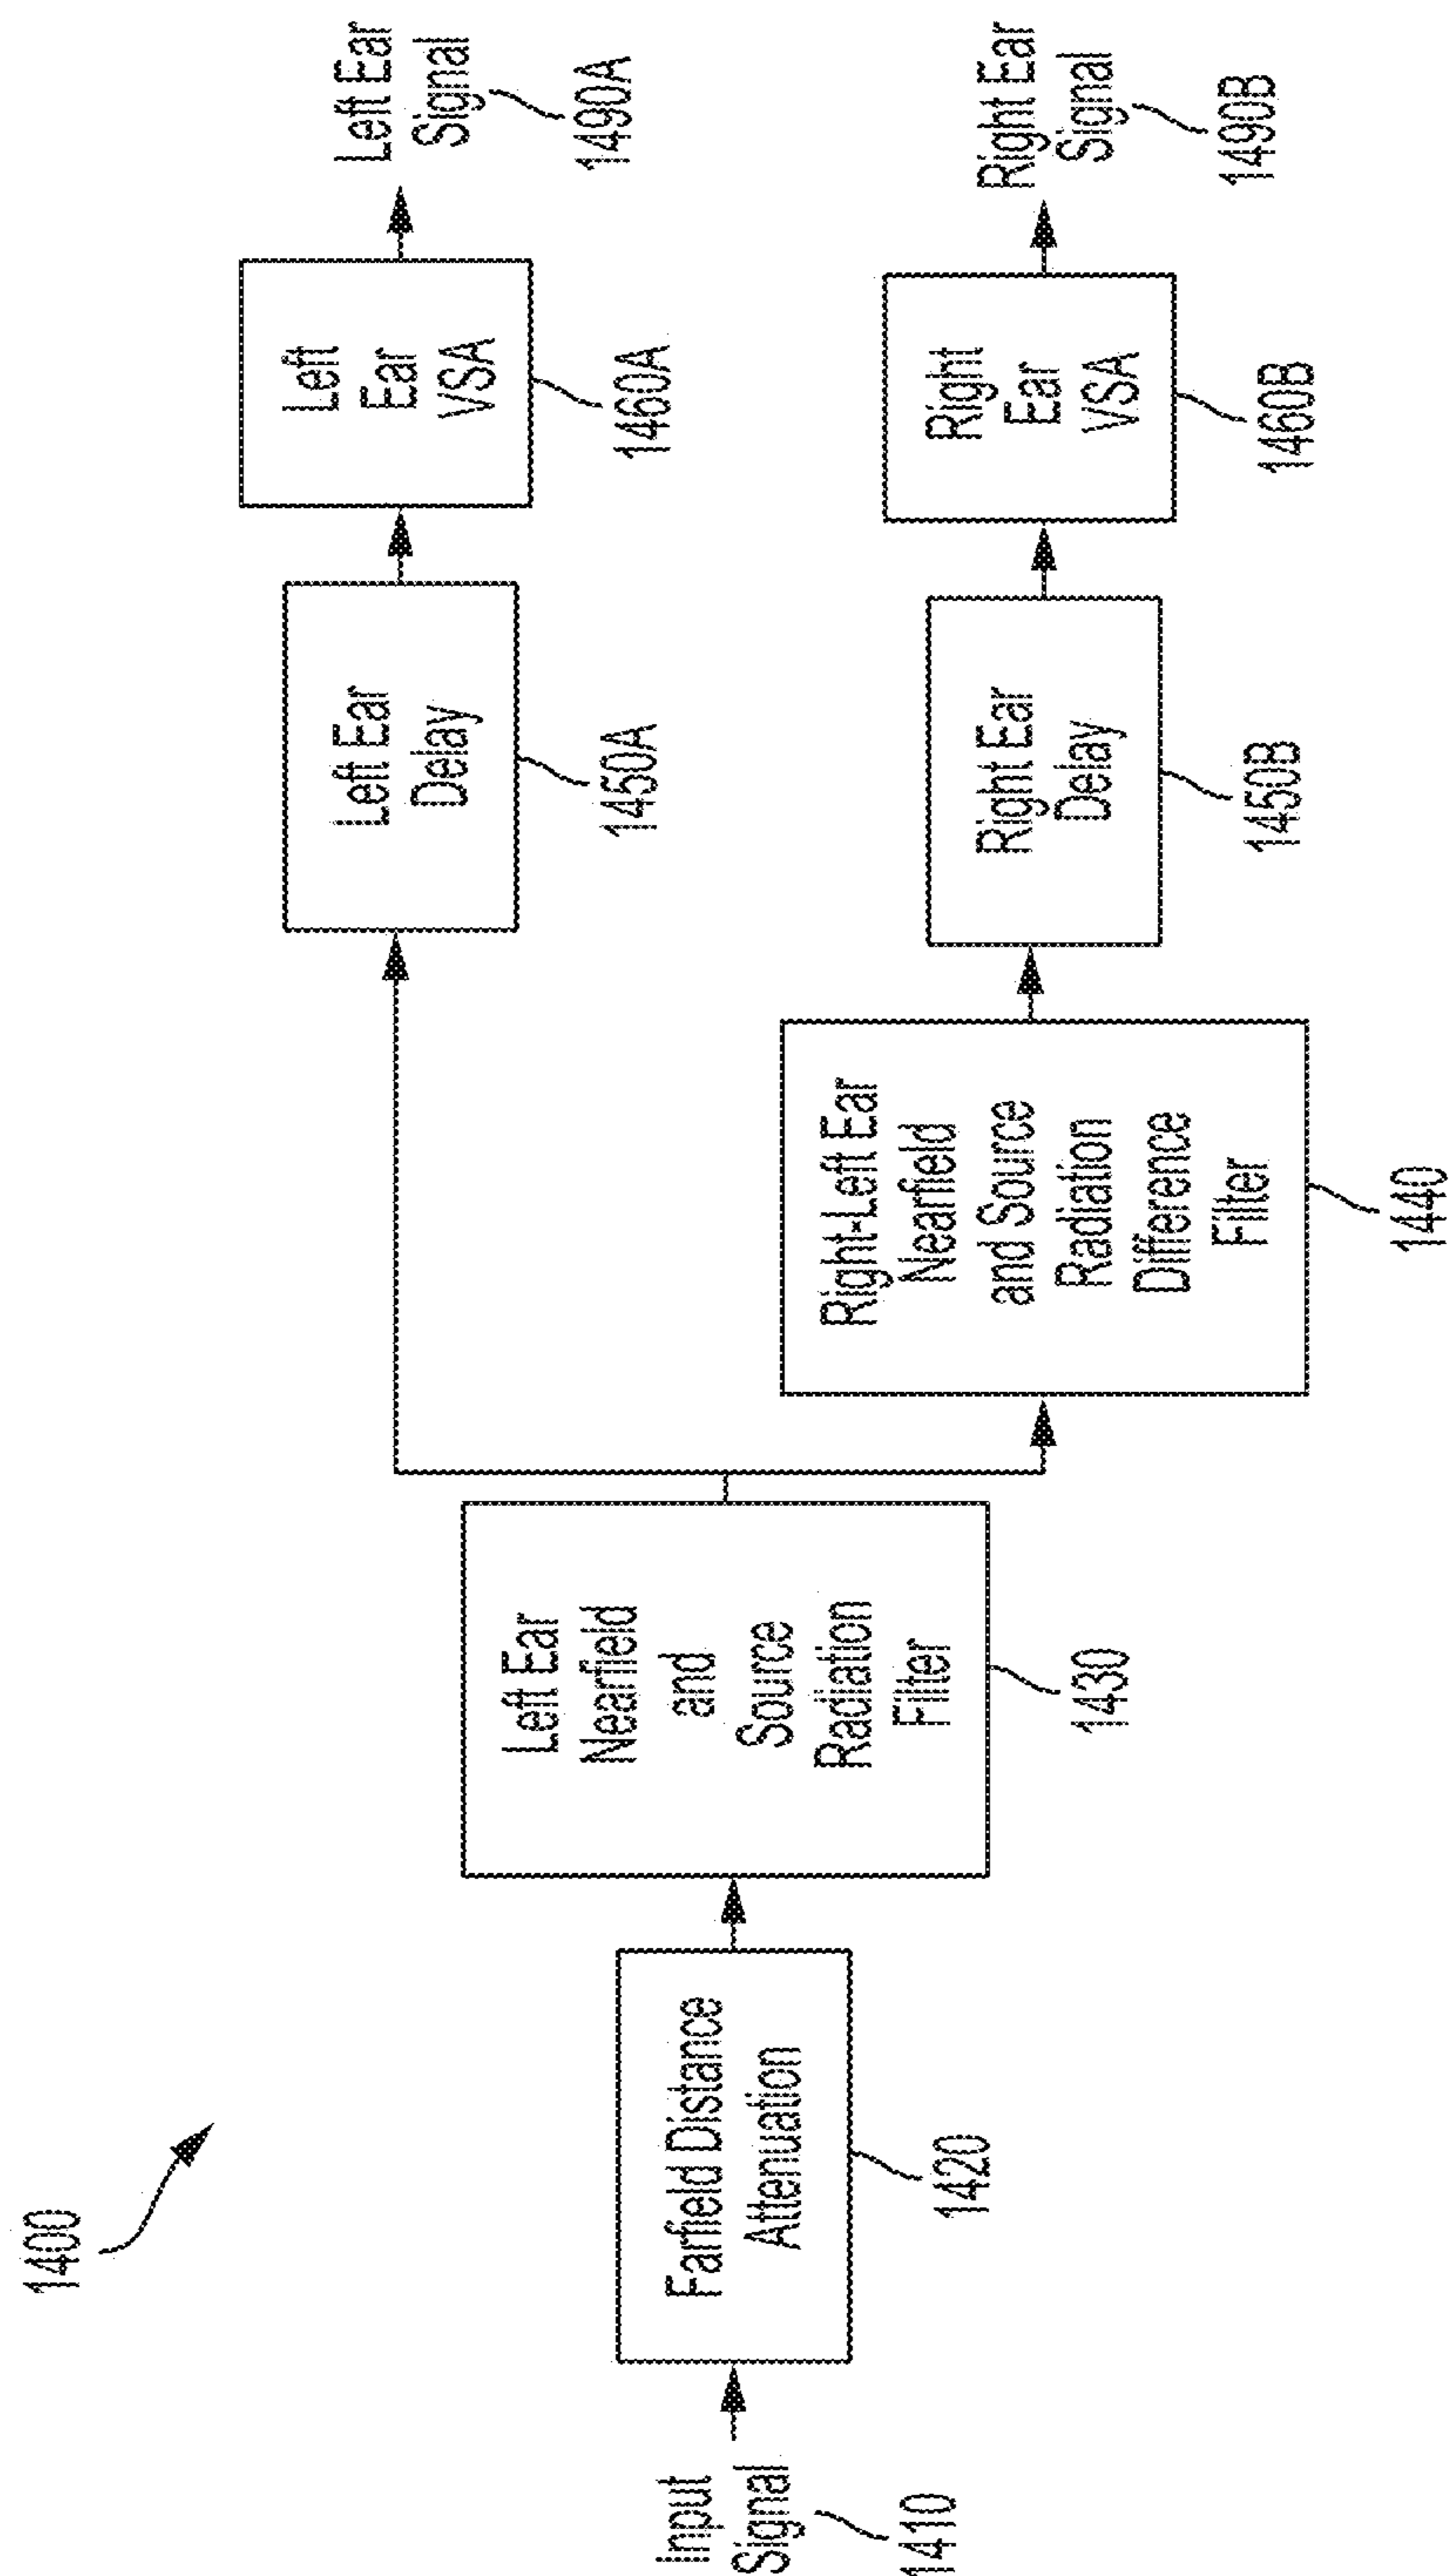 1400
Input
Signal
1410
Farfield Distance
Attenuation
1420
Left Ear
Nearfield
and
Source
Radiation
Filter
1430
Right-Left Ear
Nearfield
and Source
Radiation
Difference
Filter
1440
Left Ear
Delay
1450A
Left
Ear
VSA
1460A
Left Ear
Signal
1490A
Right Ear
Delay
1450B
Right
Ear
VSA
1460B
Right Ear
Signal
1490B